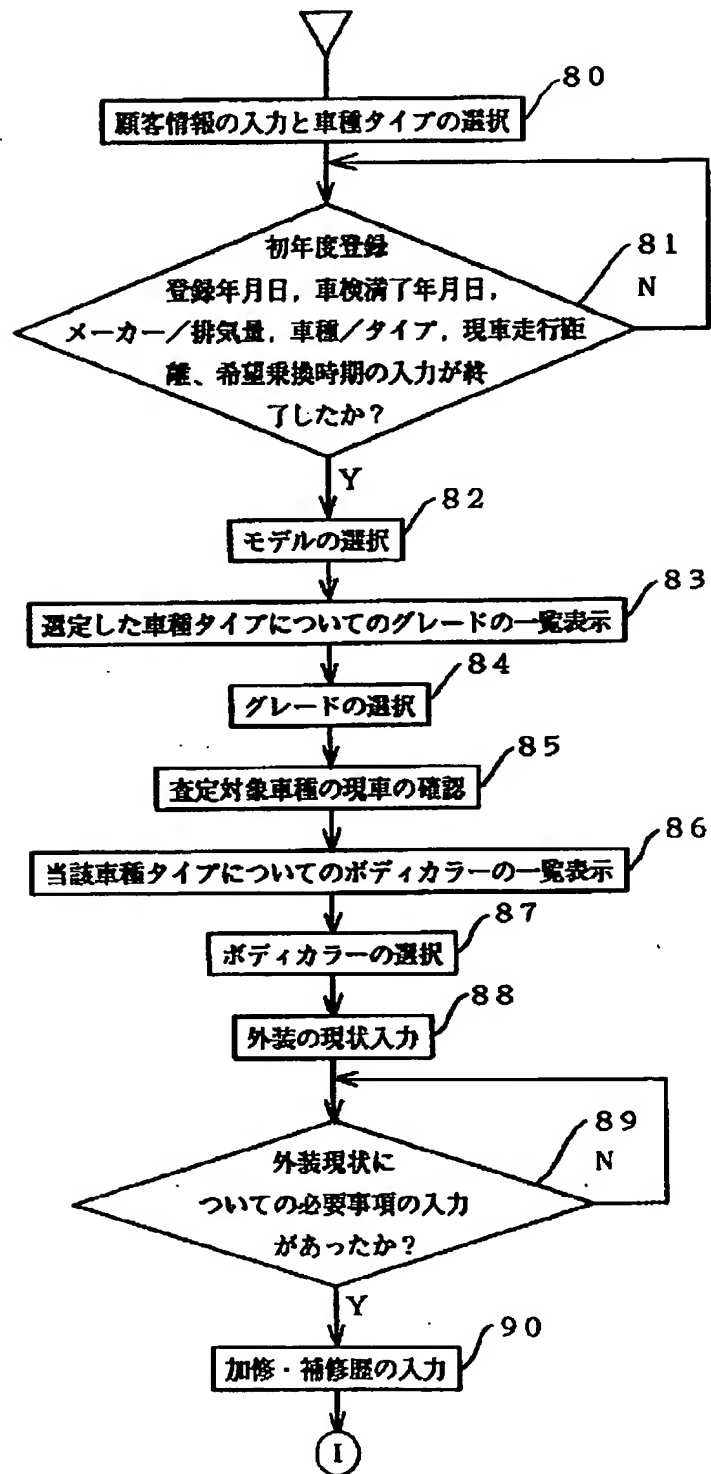 80
顧客情報の入力と車種タイプの選択
初年度登録
81
登録年月日,車検満了年月日,
N
メーカー/排気量,車種/タイプ,現車走行距
離、希望乗換時期の入力が終
了したか?
Y
82
モデルの選択
83
選定した車種タイプについてのグレードの一覧表示
84
グレードの選択
85
査定対象車種の現車の確認
86
当該車種タイプについてのボディカラーの一覧表示
87
ボディカラーの選択
88
外装の現状入力
89
外装現状に
N
ついての必要事項の入力
があったか?
Y
90
加修・補修歴の入力
I